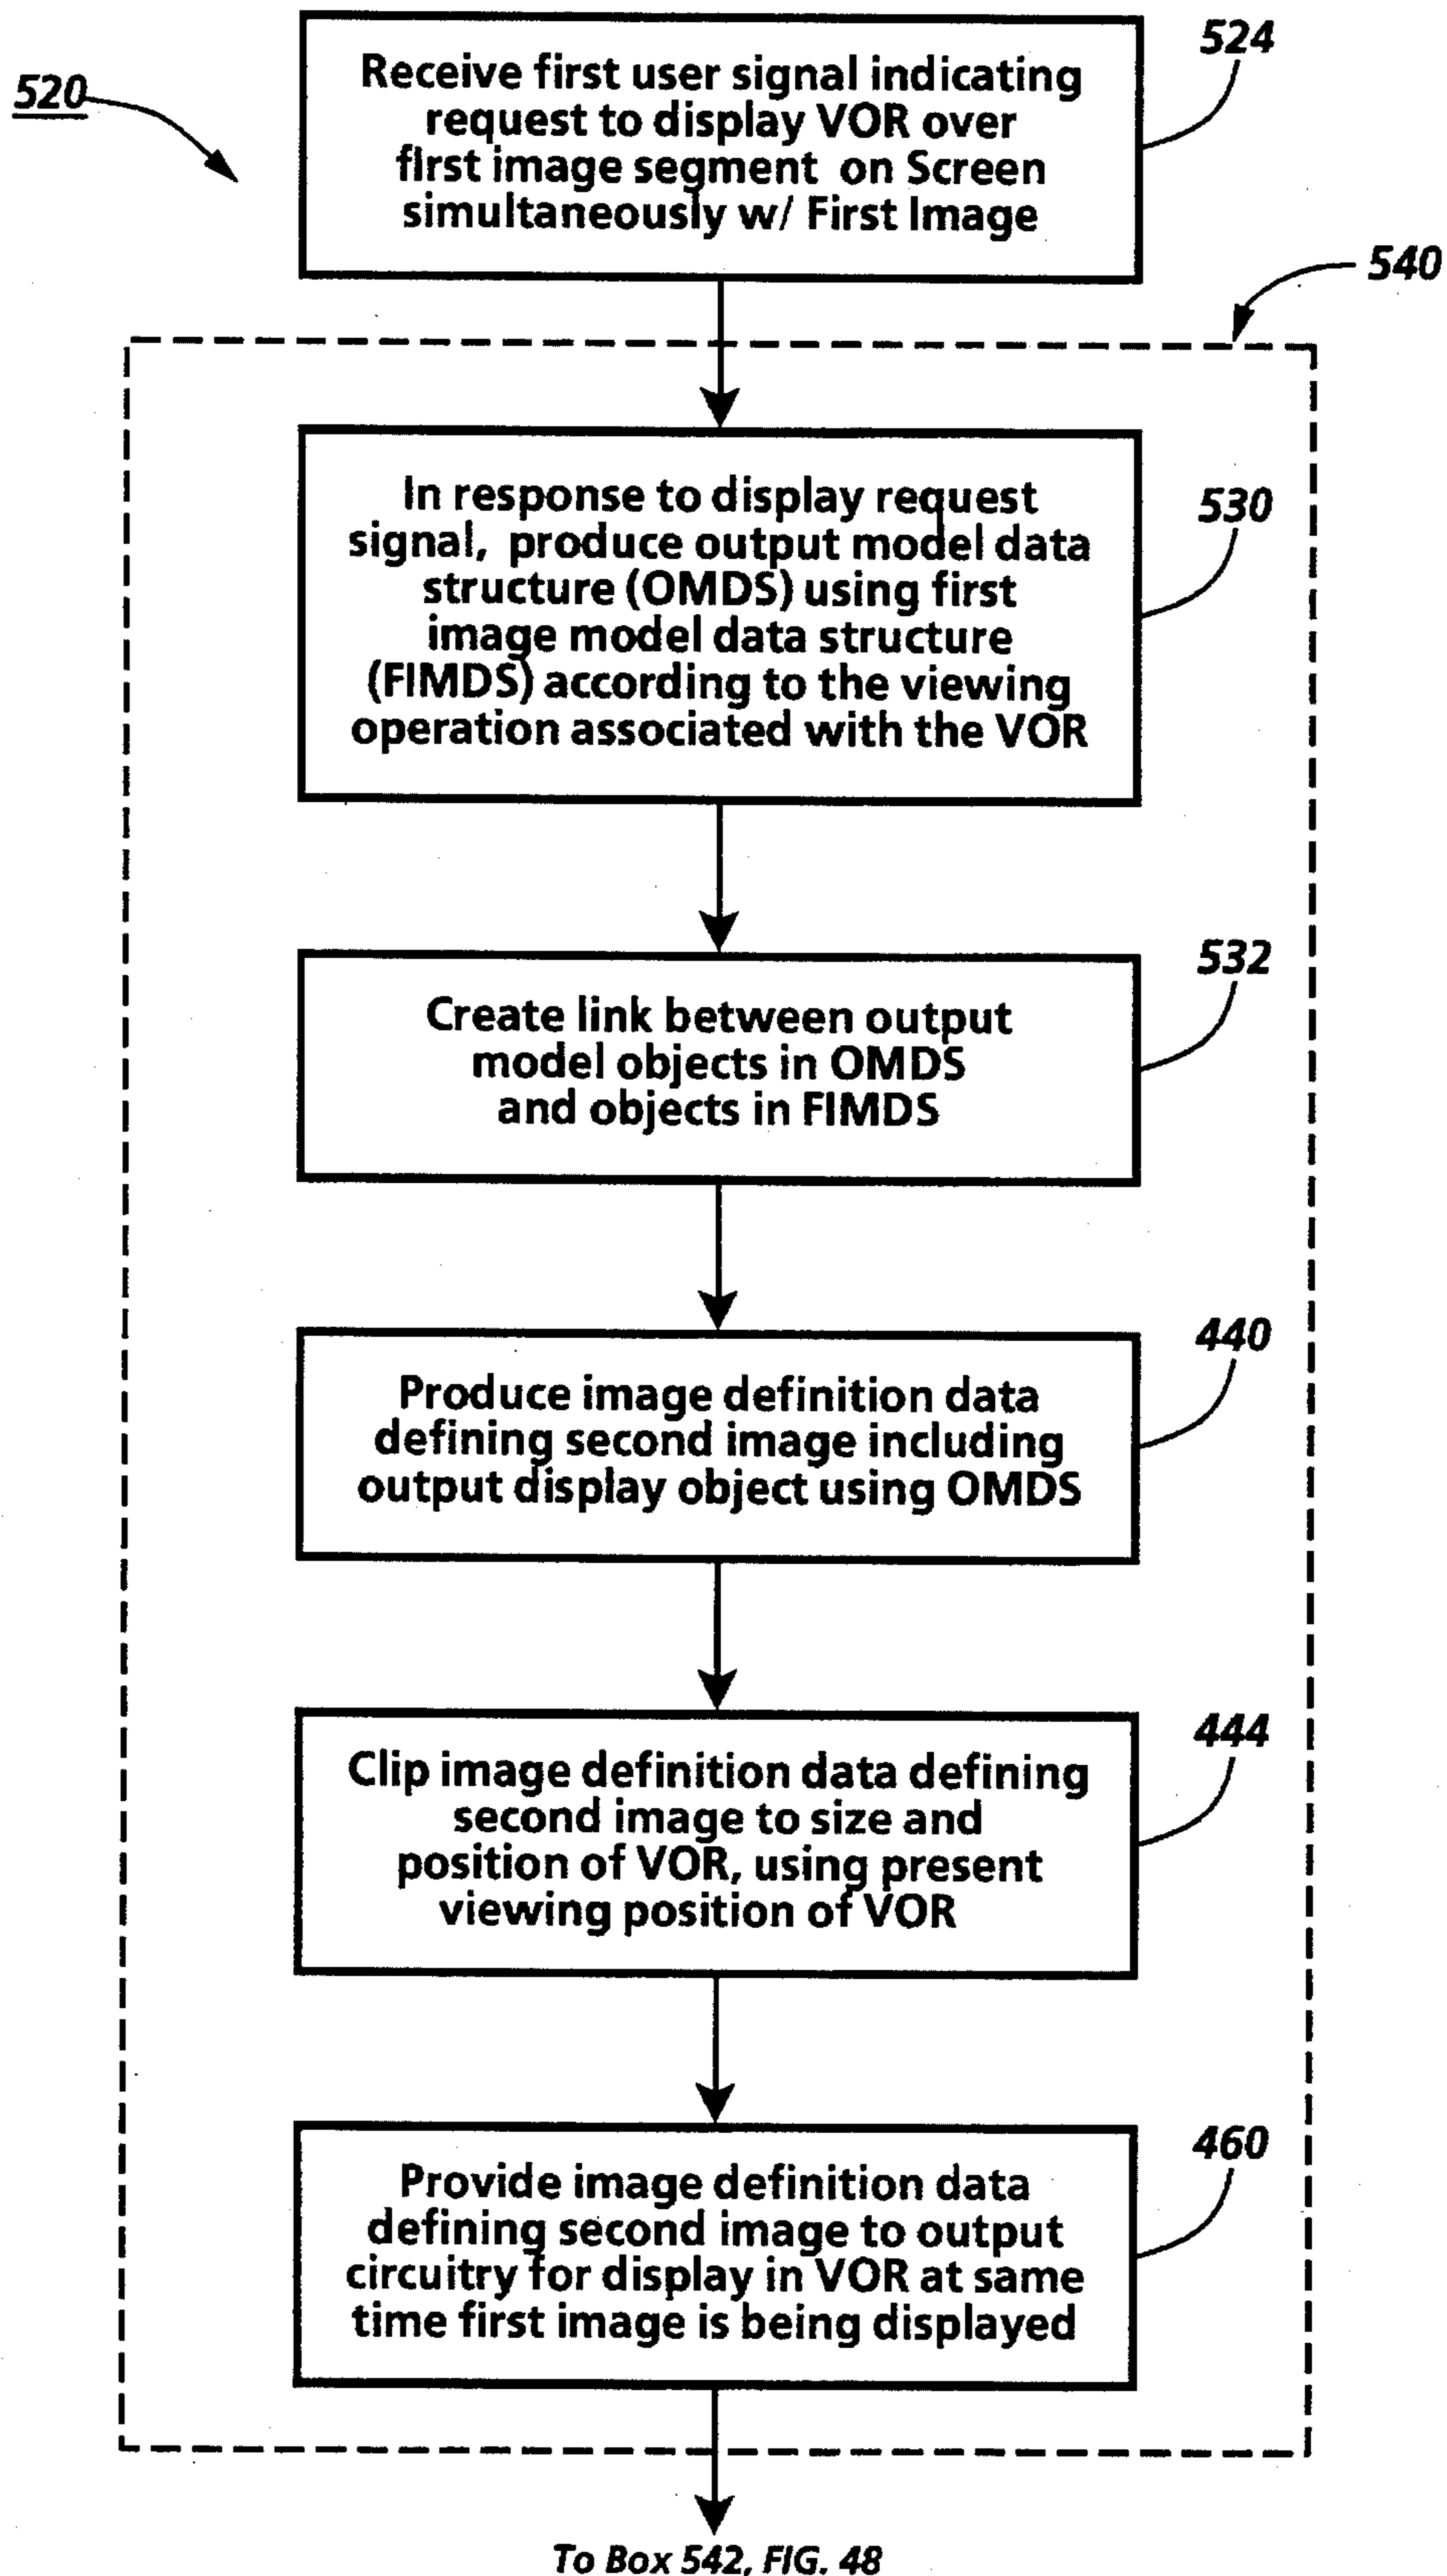 524
520
Receive first user signal indicating
request to display VOR over
first image segment on Screen
simultaneously w/ First Image
540
530
In response to display request
signal, produce output model data
structure (OMDS) using first
image model data structure
(FIMDS) according to the viewing
operation associated with the VOR
532
Create link between output
model objects in OMDS
and objects in FIMDS
440
Produce image definition data
defining second image including
output display object using OMDS
444
Clip image definition data defining
second image to size and
position of VOR, using present
viewing position of VOR
460
Provide image definition data
defining second image to output
circuitry for display in VOR at same
time first image is being displayed
To Box 542, FIG. 48